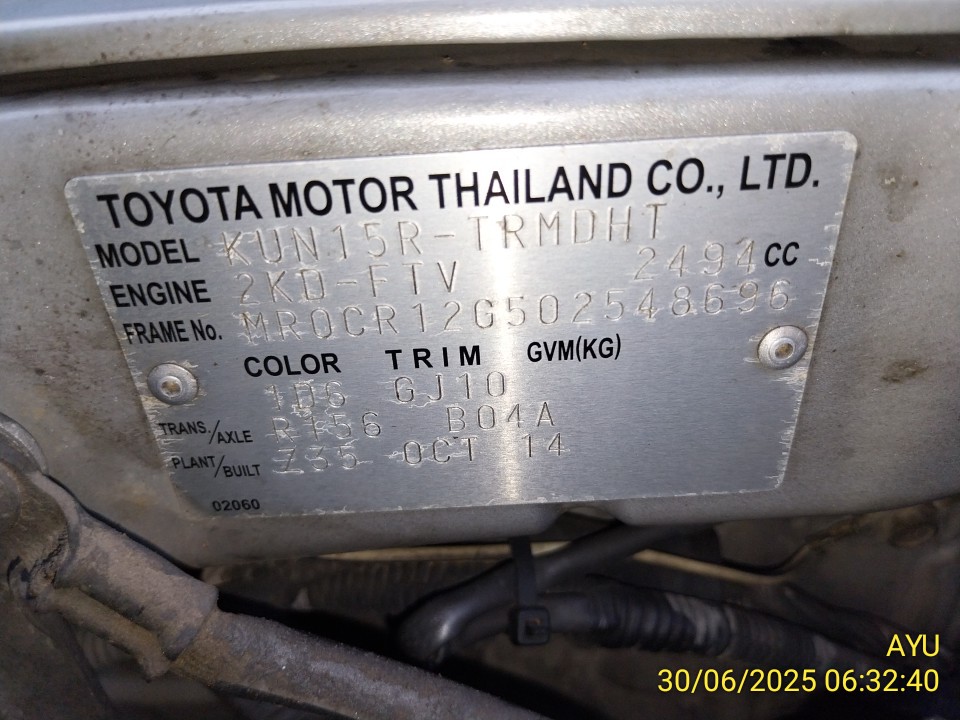 TOYOTA MOTOR THAILAND CO., LTD.
MODEL KUN15R-TRMDHT
ENGINE 2KD-FTV 2494 CC
FRAME No. MR0CR12G502548696
COLOR TRIM GVM(KG)
1D6 GJ10
TRANS./AXLE R156 B04A
PLANT/BUILT Z35 OCT 14
02060
AYU
30/06/2025 06:32:40